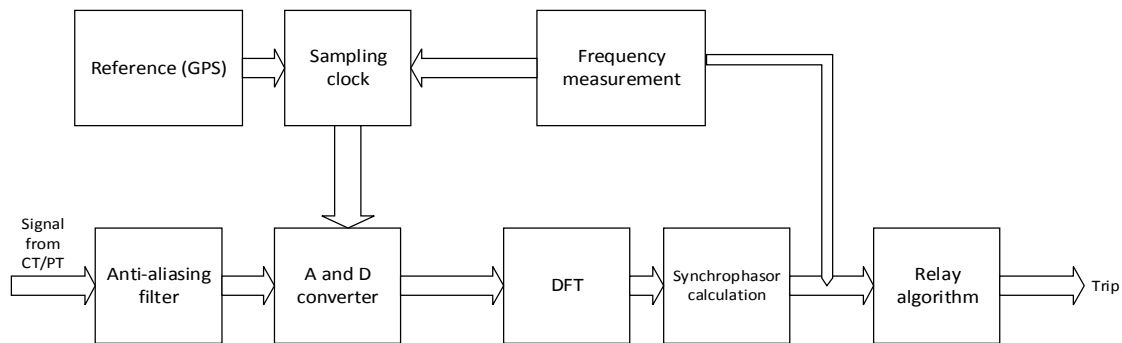 Reference (GPS)
Sampling
clock
Frequency
measurement
Signal
from
CT/PT
Anti-aliasing
filter
A and D
converter
DFT
Synchrophasor
calculation
Relay
algorithm
Trip